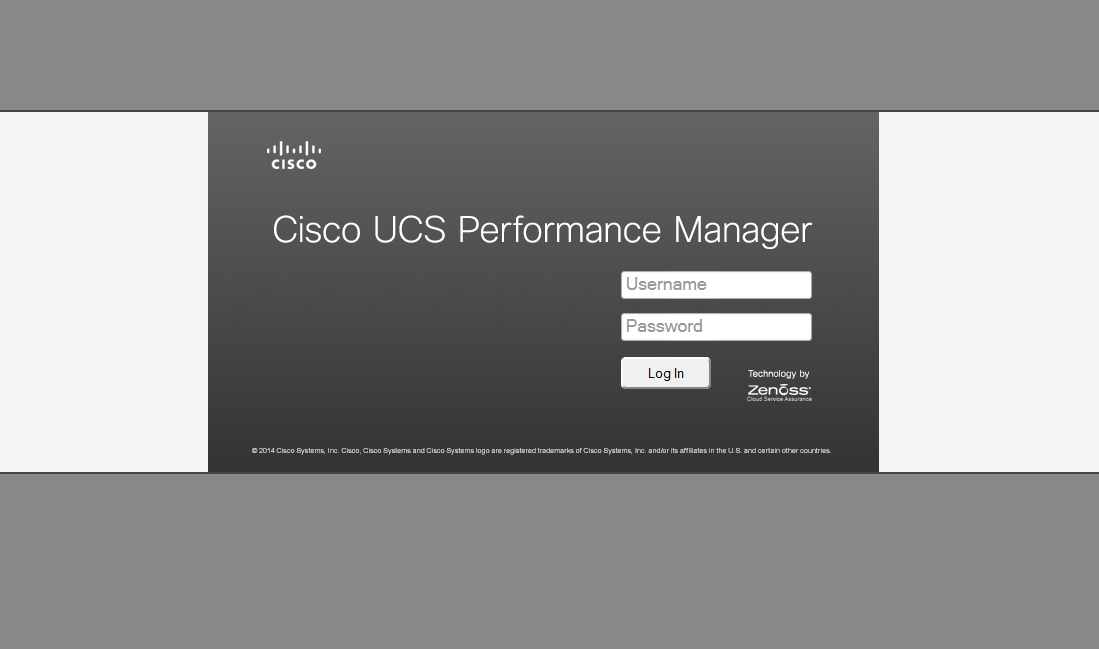 CISCO
Cisco UCS Performance Manager
Username
Password
Log In
Technology by
Zenōss
Cloud Service Assurance
© 2014 Cisco Systems, Inc. Cisco, Cisco Systems and Cisco Systems logo are registered trademarks of Cisco Systems, Inc. and/or its affiliates in the U.S. and certain other countries.